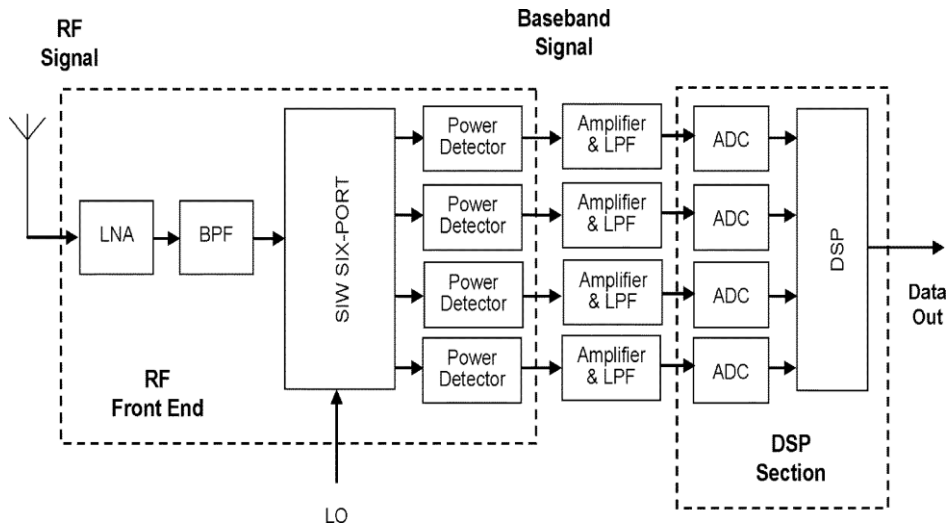 RF
Signal
Baseband
Signal
LNA
BPF
SIW SIX-PORT
Power
Detector
Amplifier
& LPF
ADC
Power
Detector
Amplifier
& LPF
ADC
Power
Detector
Amplifier
& LPF
ADC
Power
Detector
Amplifier
& LPF
ADC
DSP
Data
Out
RF
Front End
DSP
Section
LO